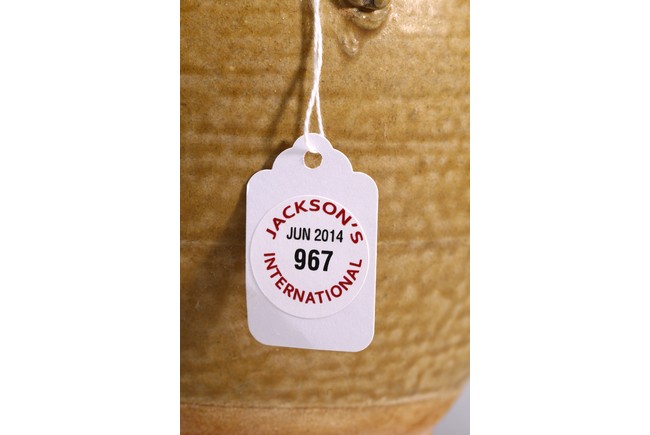 JACKSON'S
JUN 2014
967
INTERNATIONAL